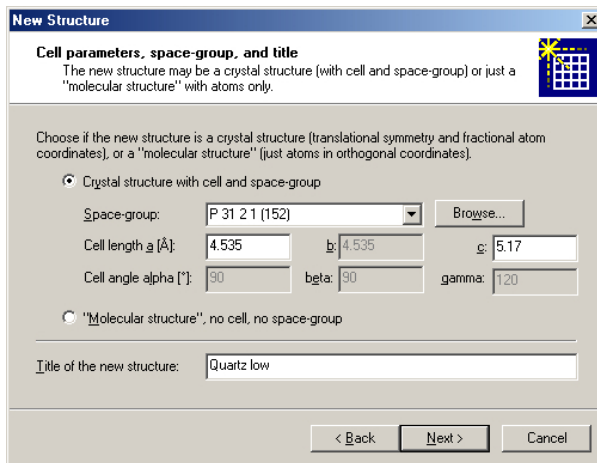 New Structure
Cell parameters, space-group, and title
The new structure may be a crystal structure (with cell and space-group) or just a
"molecular structure" with atoms only.
Choose if the new structure is a crystal structure (translational symmetry and fractional atom
coordinates), or a "molecular structure" (just atoms in orthogonal coordinates).
Crystal structure with cell and space-group
Space-group: P 31 2 1 (152) Browse...
Cell length a [Å]: 4.535 b: 4.535 c: 5.17
Cell angle alpha [°]: 90 beta: 90 gamma: 120
"Molecular structure", no cell, no space-group
Title of the new structure: Quartz low
< Back Next > Cancel